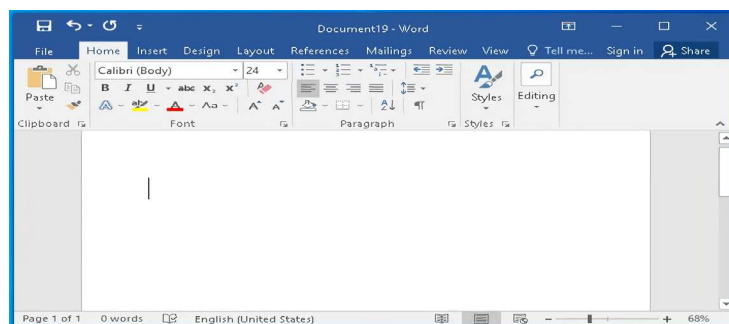 Document19 - Word
File Home Insert Design Layout References Mailings Review View Tell me... Sign in Share
Calibri (Body) 24
Paste
B I U abc X₂ X²
Styles Editing
A aby A Aa A A
Clipboard Font Paragraph Styles
Page 1 of 1 0 words English (United States) 68%